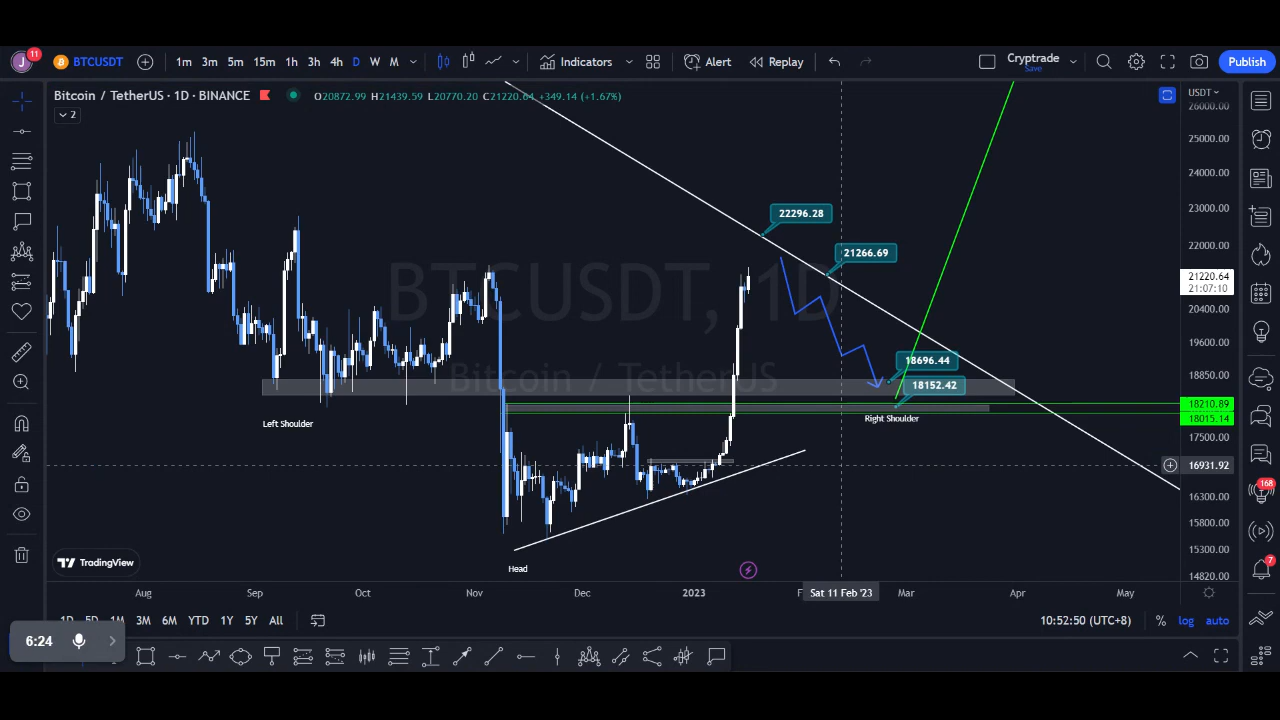 J
11
BTCUSDT
1m 3m 5m 15m 1h 3h 4h D W M
Indicators
Alert
Replay
Cryptrade
Save
Publish
Bitcoin / TetherUS · 1D · BINANCE
O20872.99 H21439.59 L20770.20 C21220.64 +349.14 (+1.67%)
2
USDT
26000.00
25000.00
24000.00
23000.00
22000.00
21220.64
21:07:10
20400.00
19600.00
18850.00
18210.89
18015.14
17500.00
16931.92
16300.00
15800.00
15300.00
14820.00
22296.28
21266.69
BTCUSDT, 1D
Bitcoin / TetherUS
18696.44
18152.42
Left Shoulder
Right Shoulder
Head
168
7
TradingView
Aug Sep Oct Nov Dec 2023 F Sat 11 Feb '23 Mar Apr May
1D 5D 1M 3M 6M YTD 1Y 5Y All
10:52:50 (UTC+8)
% log auto
6:24